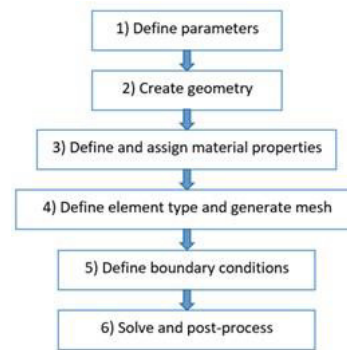 1) Define parameters
2) Create geometry
3) Define and assign material properties
4) Define element type and generate mesh
5) Define boundary conditions
6) Solve and post-process